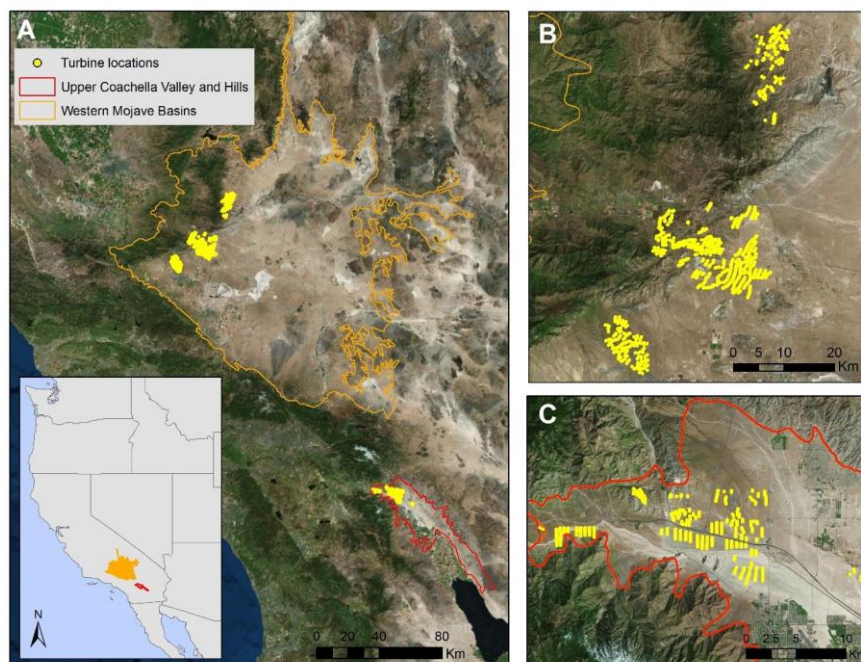 A
Turbine locations
Upper Coachella Valley and Hills
Western Mojave Basins
N
0 20 40 80
Km
B
0 5 10 20
Km
C
0 2.5 5 10
Km